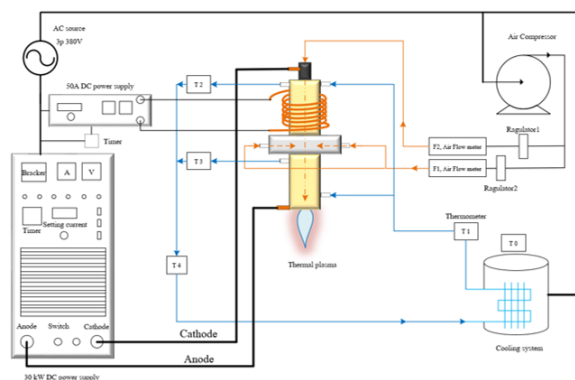 AC source
3p 380V
Air Compressor
50A DC power supply
T 2
Timer
Ragulator1
F2, Air Flow meter
T 3
F1, Air Flow meter
Ragulator2
Bracker
A
V
Timer
Setting current
Thermometer
T 1
T 0
Thermal plasma
T 4
Anode
Switch
Cathode
Cathode
Anode
Cooling system
30 kW DC power supply